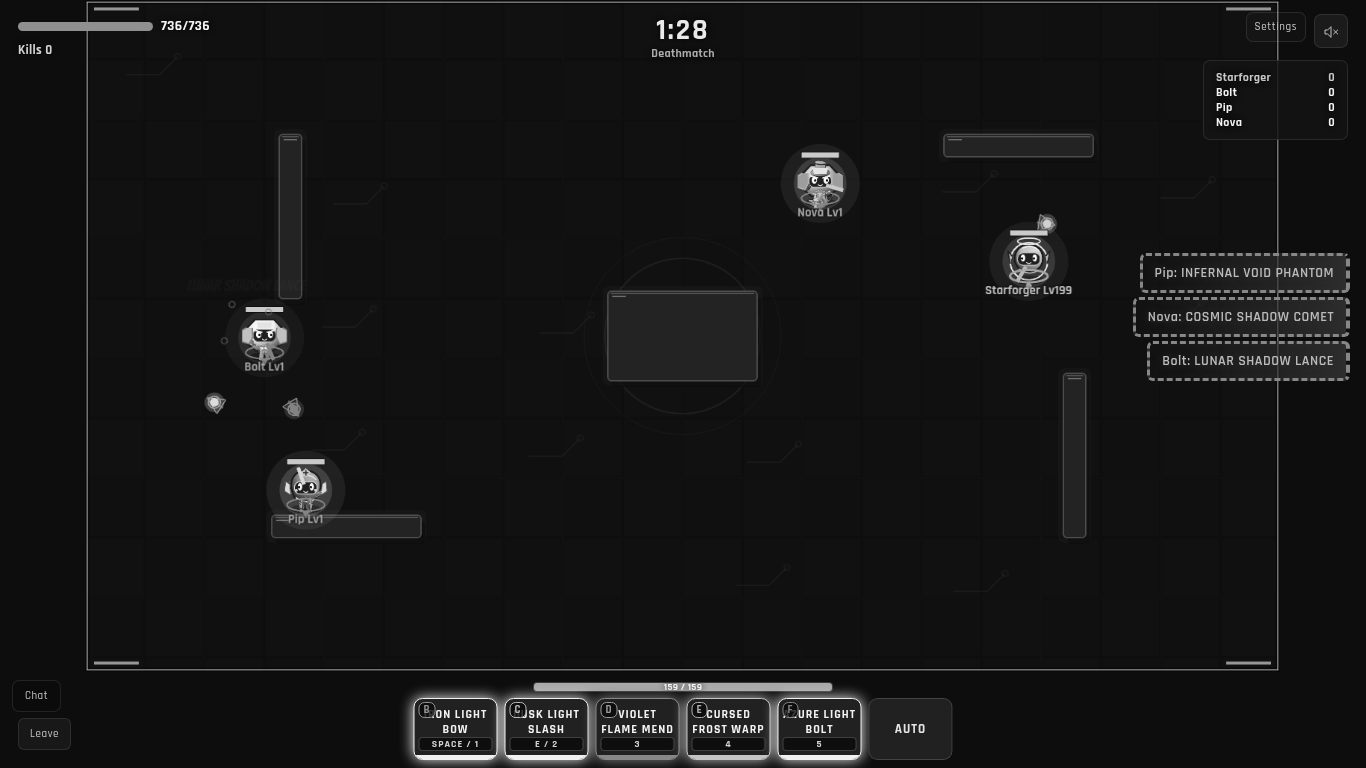 736/736
Kills 0
1:28
Deathmatch
Settings
Starforger 0
Bolt 0
Pip 0
Nova 0
Nova Lv1
Starforger Lv199
Bolt Lv1
Pip Lv1
Pip: INFERNAL VOID PHANTOM
Nova: COSMIC SHADOW COMET
Bolt: LUNAR SHADOW LANCE
Chat
Leave
159 / 159
B
LIGHT
BOW
SPACE / 1
C
LIGHT
SLASH
E / 2
D
VIOLET
FLAME MEND
3
E
CURSED
FROST WARP
4
F
LIGHT
BOLT
5
AUTO